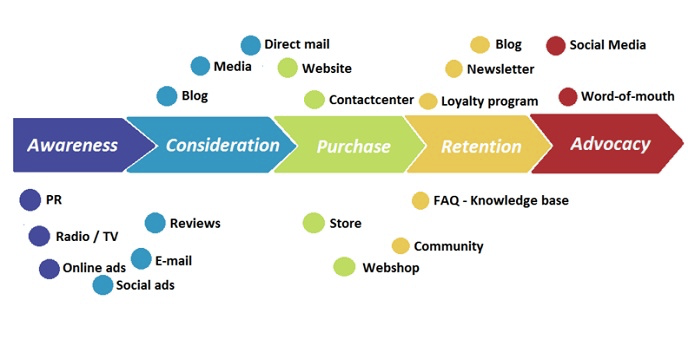 Direct mail
Blog
Social Media
Media
Website
Newsletter
Blog
Contactcenter
Loyalty program
Word-of-mouth
Awareness
Consideration
Purchase
Retention
Advocacy
PR
FAQ - Knowledge base
Reviews
Store
Radio / TV
Community
E-mail
Online ads
Webshop
Social ads